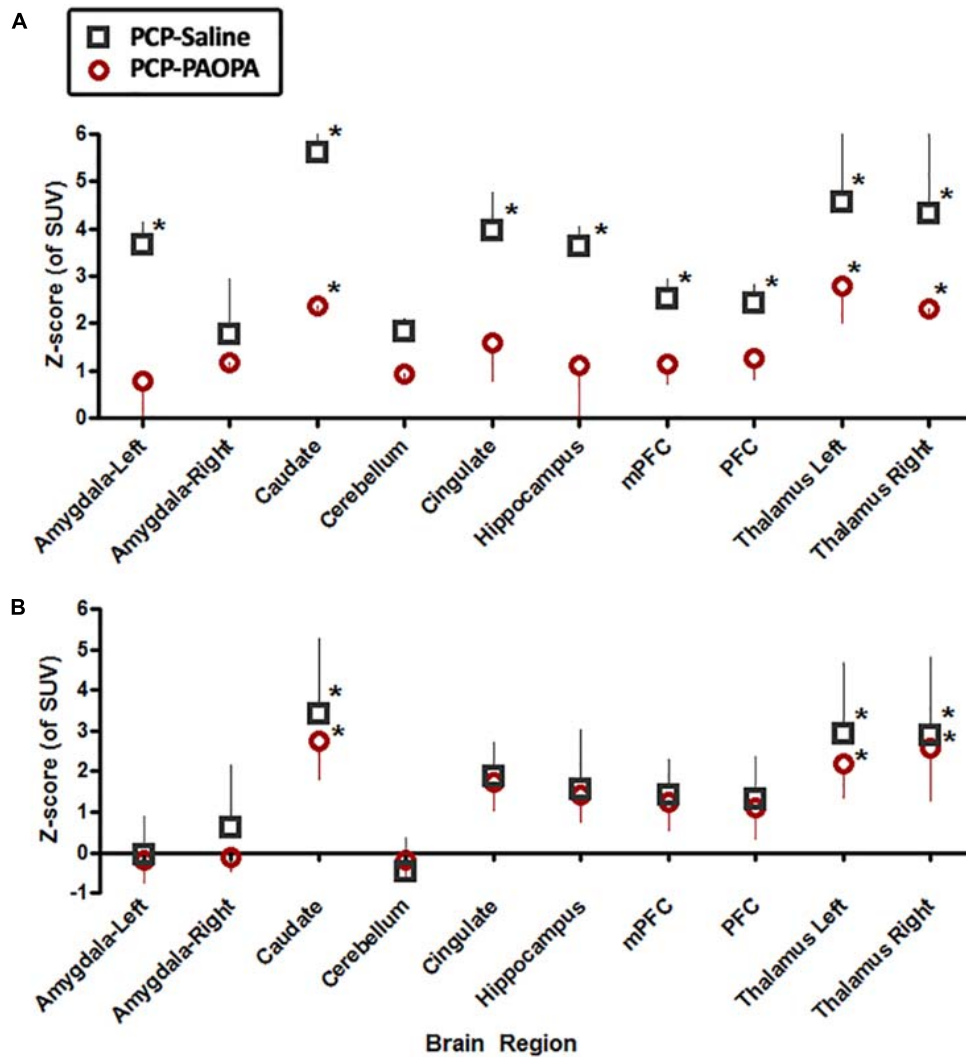 A
PCP-Saline
PCP-PAOPA
Z-score (of SUV)
6
5
4
3
2
1
0
* * * * * * * * * * *
Amygdala-Left
Amygdala-Right
Caudate
Cerebellum
Cingulate
Hippocampus
mPFC
PFC
Thalamus Left
Thalamus Right
B
Z-score (of SUV)
6
5
4
3
2
1
0
-1
* * * * * *
Amygdala-Left
Amygdala-Right
Caudate
Cerebellum
Cingulate
Hippocampus
mPFC
PFC
Thalamus Left
Thalamus Right
Brain Region